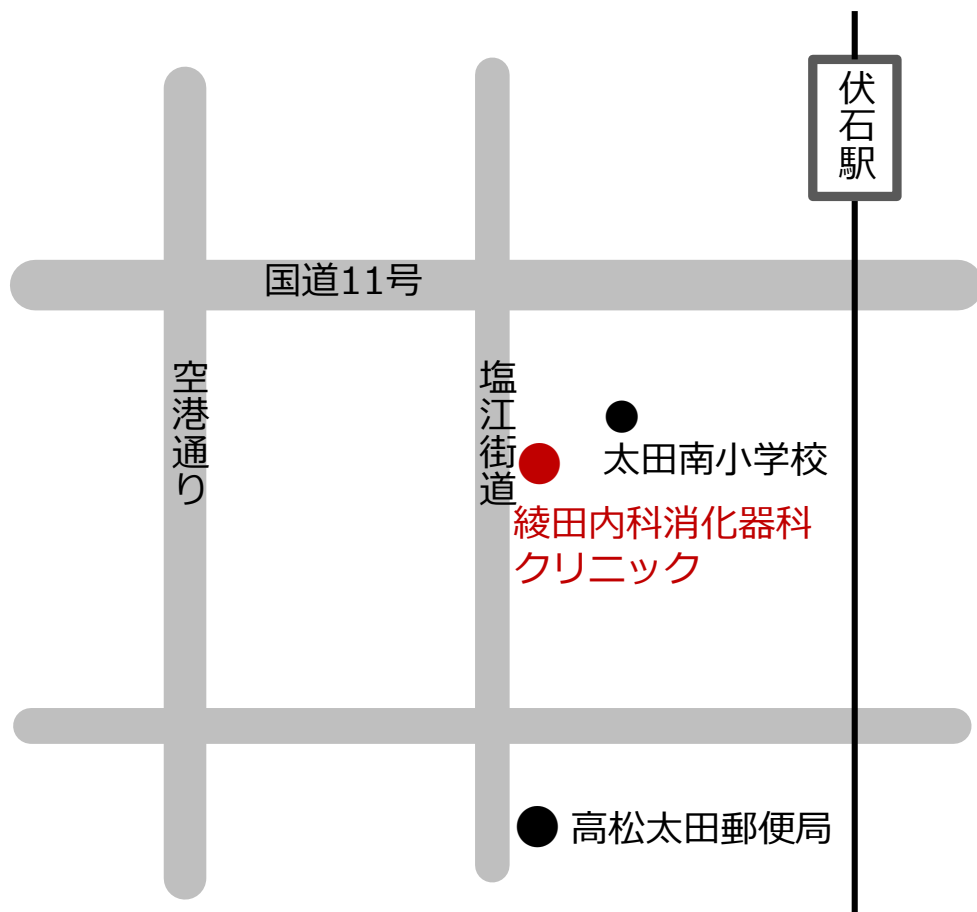 伏石駅
国道11号
空港通り
塩江街道
太田南小学校
綾田内科消化器科
クリニック
高松太田郵便局